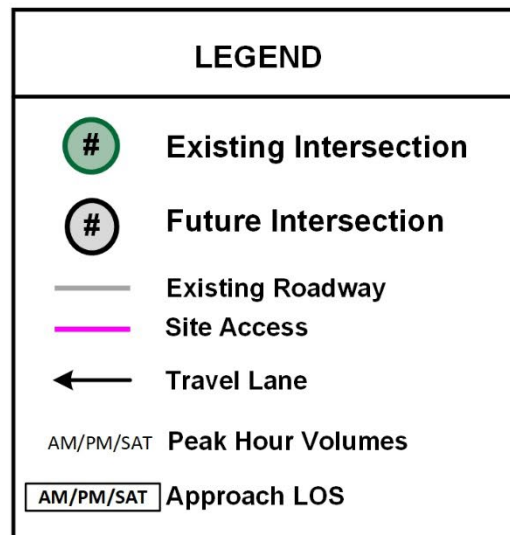 LEGEND
# Existing Intersection
# Future Intersection
Existing Roadway
Site Access
Travel Lane
AM/PM/SAT Peak Hour Volumes
AM/PM/SAT Approach LOS